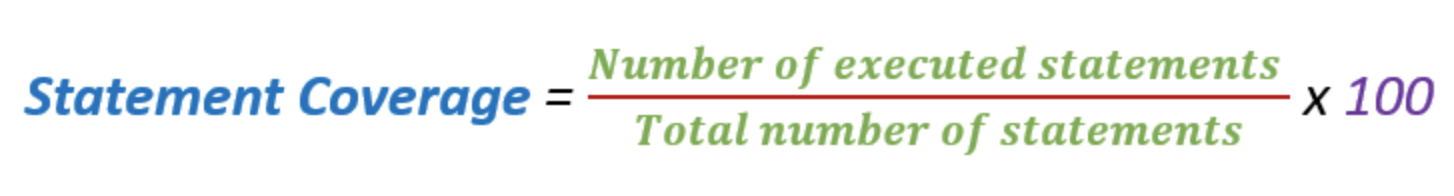 Statement Coverage = Number of executed statements / Total number of statements x 100